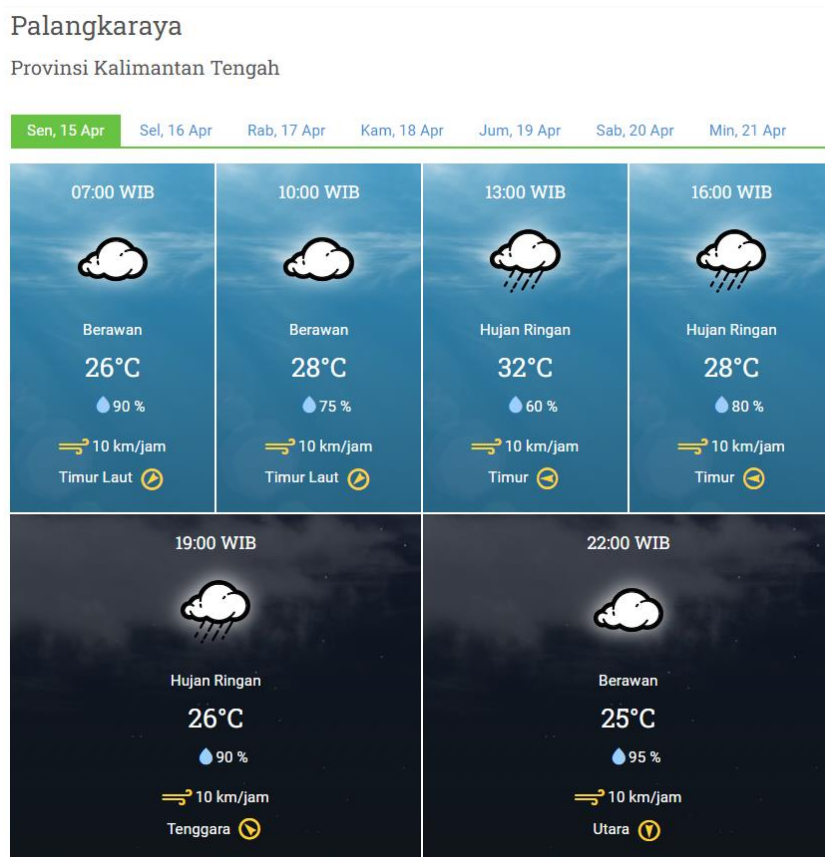 Palangkaraya
Provinsi Kalimantan Tengah
Sen, 15 Apr Sel, 16 Apr Rab, 17 Apr Kam, 18 Apr Jum, 19 Apr Sab, 20 Apr Min, 21 Apr
07:00 WIB
Berawan
26°C
90 %
10 km/jam
Timur Laut
10:00 WIB
Berawan
28°C
75 %
10 km/jam
Timur Laut
13:00 WIB
Hujan Ringan
32°C
60 %
10 km/jam
Timur
16:00 WIB
Hujan Ringan
28°C
80 %
10 km/jam
Timur
19:00 WIB
Hujan Ringan
26°C
90 %
10 km/jam
Tenggara
22:00 WIB
Berawan
25°C
95 %
10 km/jam
Utara